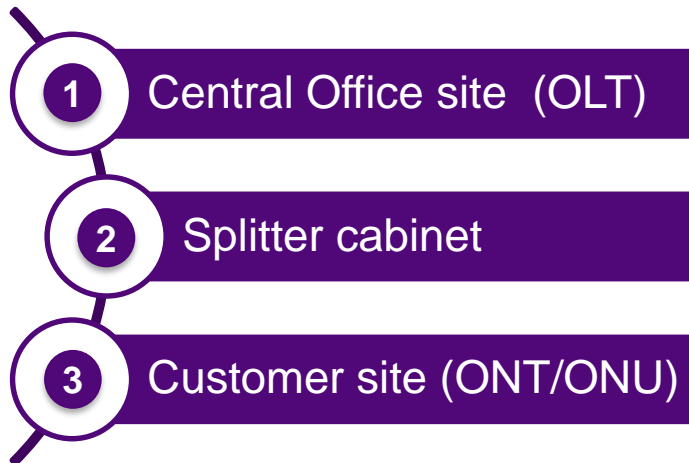 1 Central Office site (OLT)
2 Splitter cabinet
3 Customer site (ONT/ONU)